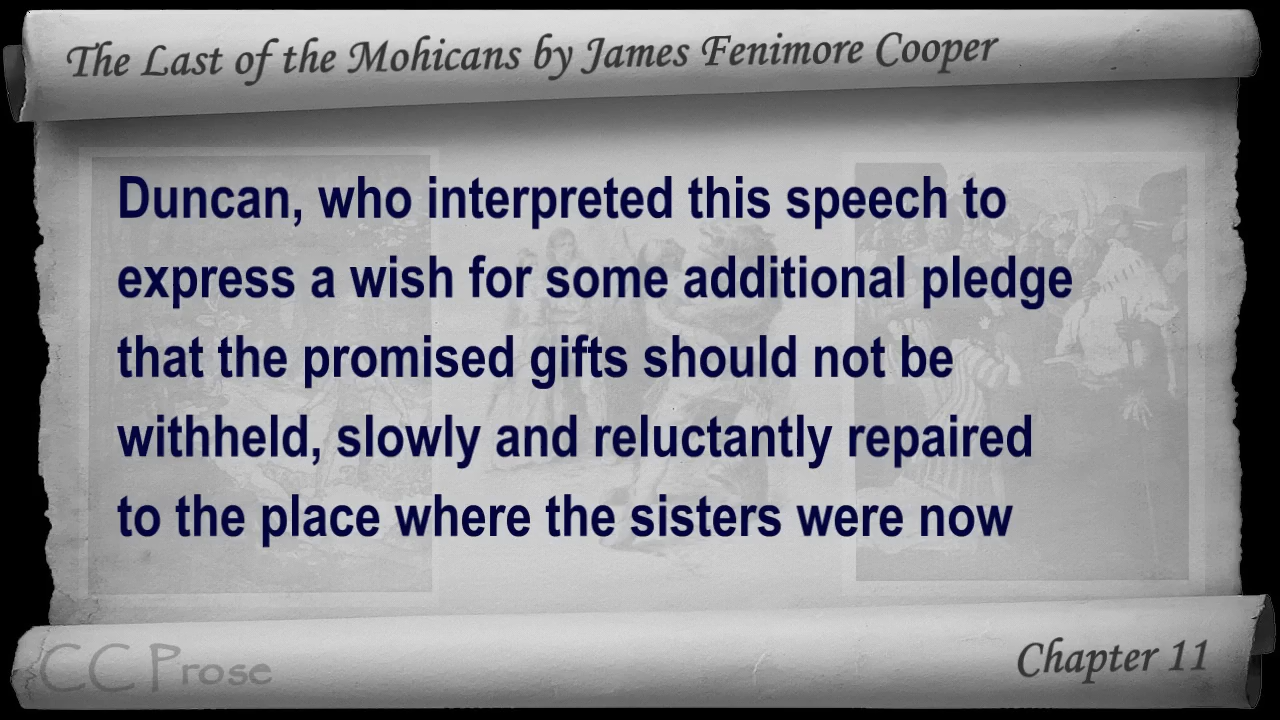 The Last of the Mohicans by James Fenimore Cooper
Duncan, who interpreted this speech to
express a wish for some additional pledge
that the promised gifts should not be
withheld, slowly and reluctantly repaired
to the place where the sisters were now
CC Prose
Chapter 11